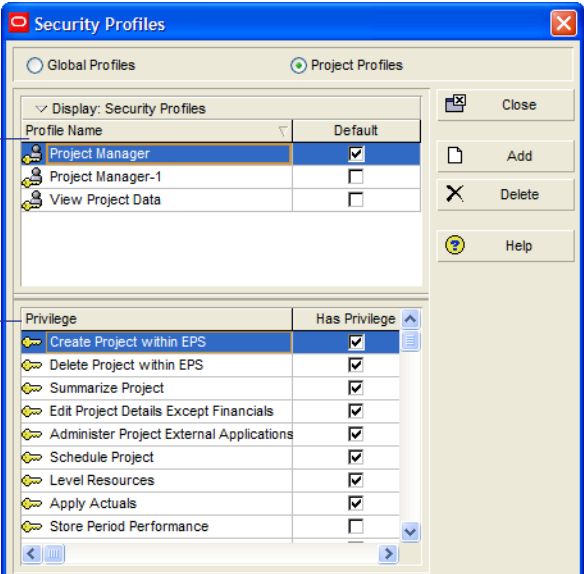 Security Profiles
Global Profiles Project Profiles
Display: Security Profiles
Profile Name Default
Project Manager
Project Manager-1
View Project Data
Close
Add
Delete
Help
Privilege Has Privilege
Create Project within EPS
Delete Project within EPS
Summarize Project
Edit Project Details Except Financials
Administer Project External Applications
Schedule Project
Level Resources
Apply Actuals
Store Period Performance